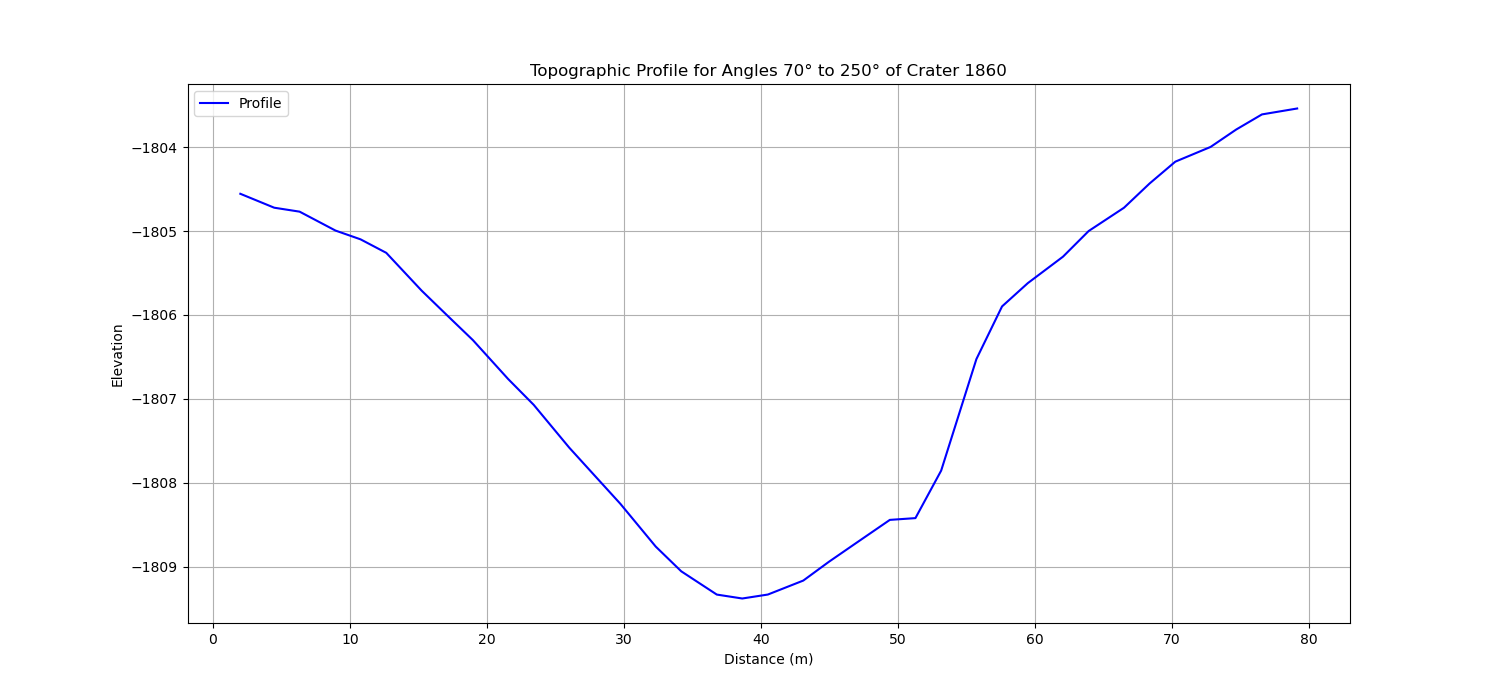 Topographic Profile for Angles 70° to 250° of Crater 1860
Profile
−1804
−1805
−1806
−1807
−1808
−1809
Elevation
0 10 20 30 40 50 60 70 80
Distance (m)